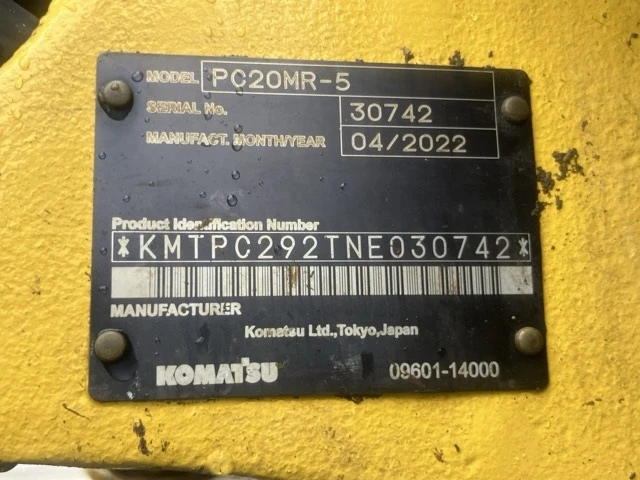 MODEL PC20MR-5
SERIAL No. 30742
MANUFACT. MONTH/YEAR 04/2022
Product Identification Number
*KMTPC292TNE030742*
MANUFACTURER
Komatsu Ltd.,Tokyo,Japan
KOMATSU 09601-14000